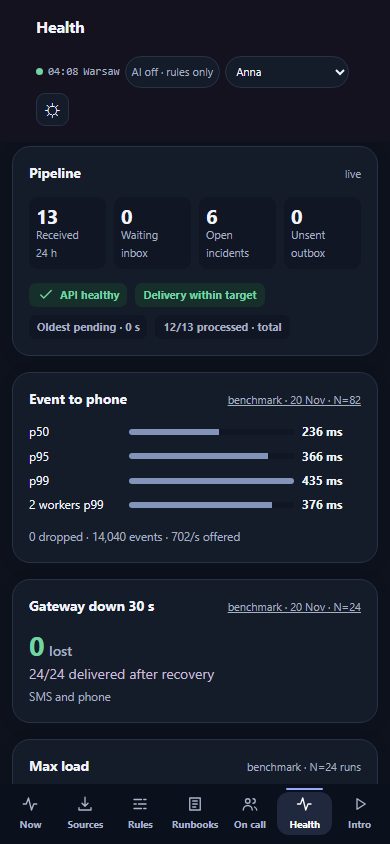 Health
04:08 Warsaw
AI off · rules only
Anna
Pipeline
live
13
Received
24 h
0
Waiting
inbox
6
Open
incidents
0
Unsent
outbox
API healthy
Delivery within target
Oldest pending · 0 s
12/13 processed · total
Event to phone
benchmark · 20 Nov · N=82
p50
236 ms
p95
366 ms
p99
435 ms
2 workers p99
376 ms
0 dropped · 14,040 events · 702/s offered
Gateway down 30 s
benchmark · 20 Nov · N=24
0 lost
24/24 delivered after recovery
SMS and phone
Max load
benchmark · N=24 runs
Now
Sources
Rules
Runbooks
On call
Health
Intro